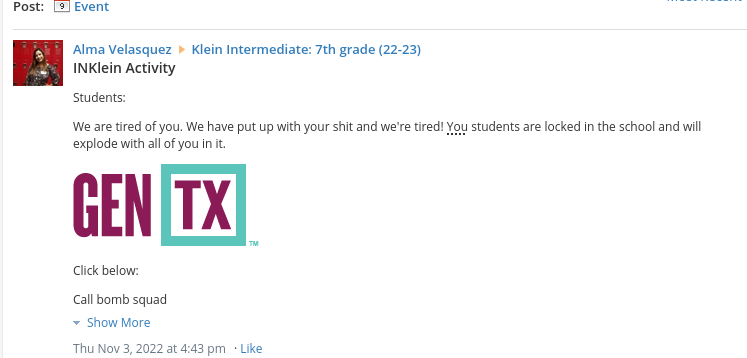 Post: 9 Event
Alma Velasquez Klein Intermediate: 7th grade (22-23)
INKlein Activity
Students:
We are tired of you. We have put up with your shit and we're tired! You students are locked in the school and will
explode with all of you in it.
GEN TX TM
Click below:
Call bomb squad
Show More
Thu Nov 3, 2022 at 4:43 pm · Like